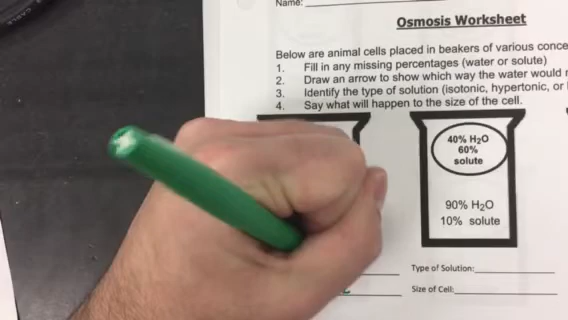 Name:
Osmosis Worksheet
Below are animal cells placed in beakers of various conce
1. Fill in any missing percentages (water or solute)
2. Draw an arrow to show which way the water would
3. Identify the type of solution (isotonic, hypertonic, or
4. Say what will happen to the size of the cell.
40% H₂O
60%
solute
90% H₂O
10% solute
Type of Solution:
Size of Cell: